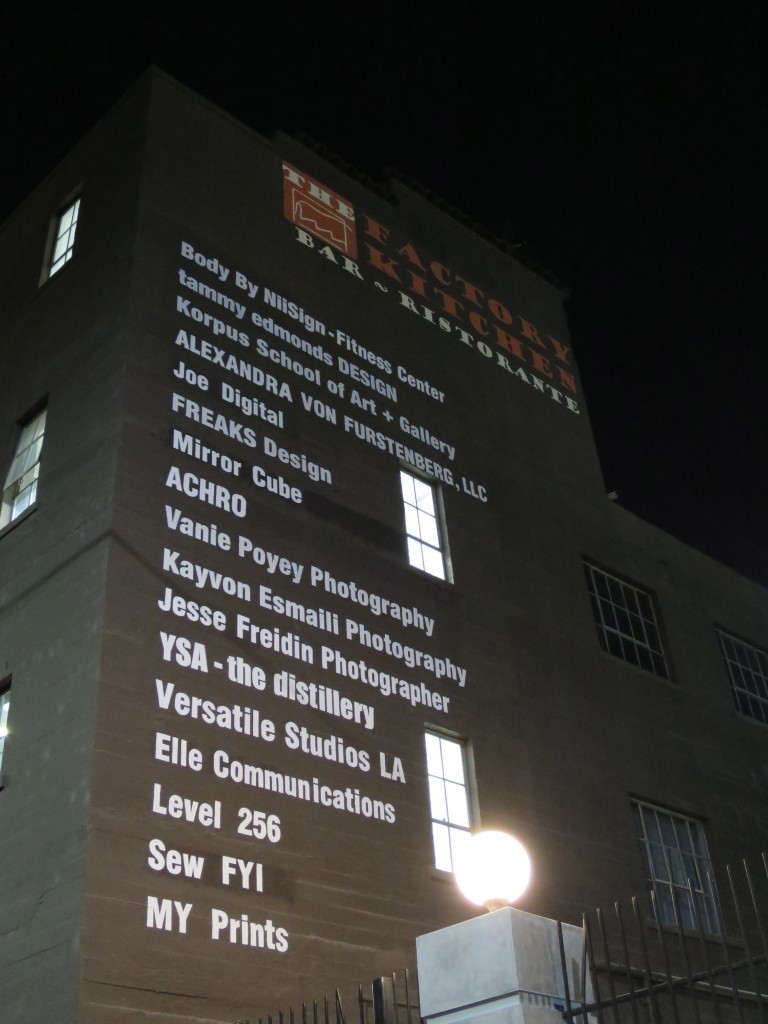 THE FACTORY
KITCHEN
BAR ~ RISTORANTE
Body By NiiSign - Fitness Center
tammy edmonds DESIGN
Korpus School of Art + Gallery
ALEXANDRA VON FURSTENBERG, LLC
Joe Digital
FREAKS Design
Mirror Cube
ACHRO
Vanie Poyey Photography
Kayvon Esmaili Photography
Jesse Freidin Photographer
YSA - the distillery
Versatile Studios LA
Elle Communications
Level 256
Sew FYI
MY Prints